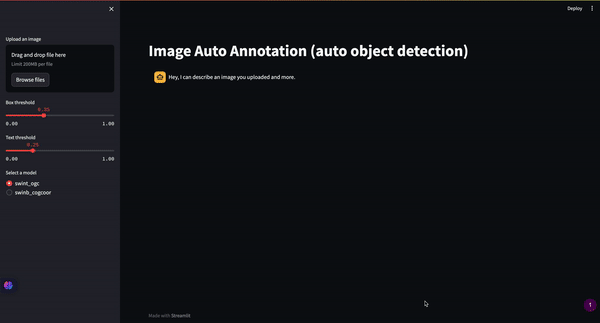 Deploy
Upload an image
Drag and drop file here
Limit 200MB per file
Browse files
Box threshold
0.35
0.00
1.00
Text threshold
0.25
0.00
1.00
Select a model
swint_ogc
swinb_cogcoor
Image Auto Annotation (auto object detection)
Hey, I can describe an image you uploaded and more.
Made with Streamlit
1